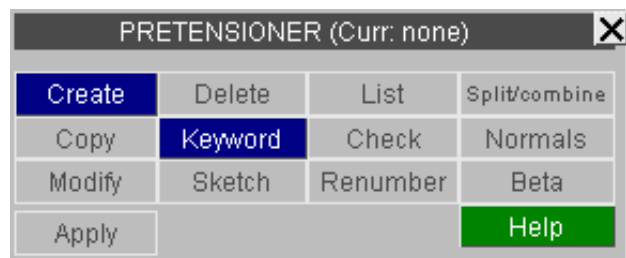 PRETENSIONER (Curr: none)
Create Delete List Split/combine
Copy Keyword Check Normals
Modify Sketch Renumber Beta
Apply Help